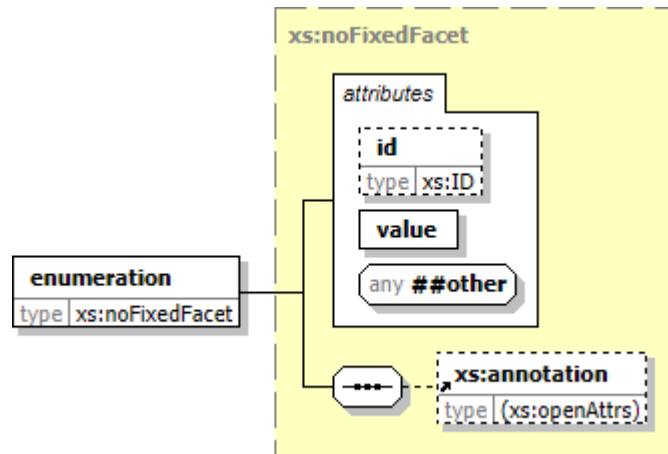 xs:noFixedFacet
attributes
id
type xs:ID
value
any ##other
enumeration
type xs:noFixedFacet
xs:annotation
type (xs:openAttrs)